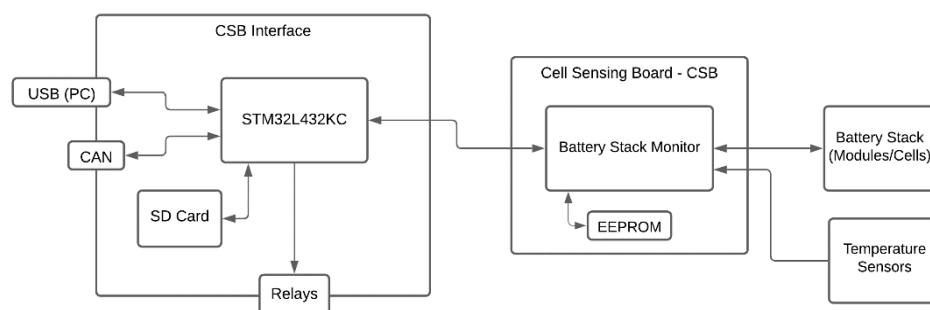 CSB Interface
USB (PC)
STM32L432KC
CAN
SD Card
Relays
Cell Sensing Board - CSB
Battery Stack Monitor
EEPROM
Battery Stack
(Modules/Cells)
Temperature
Sensors